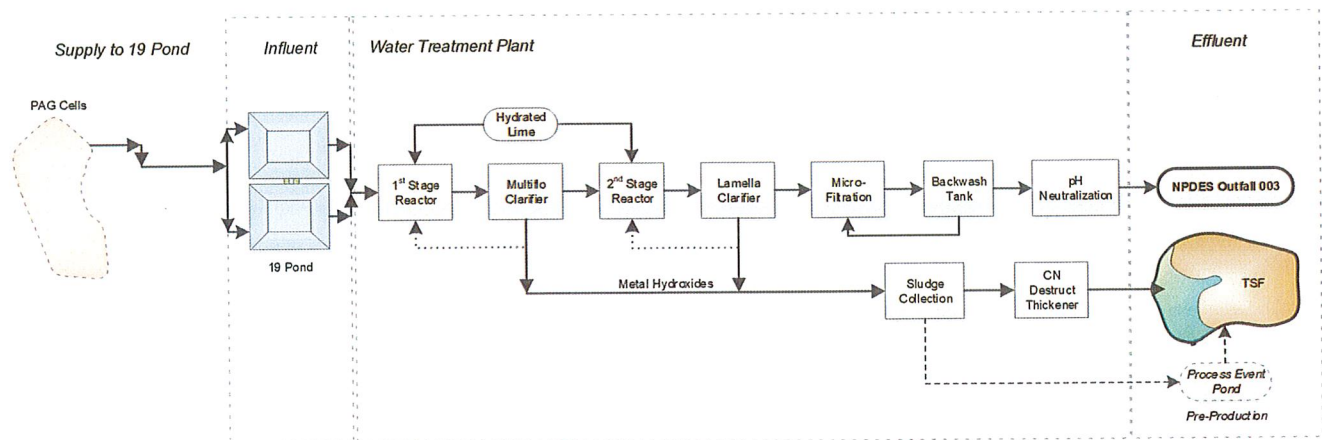 Supply to 19 Pond
Influent
Water Treatment Plant
Effluent
PAG Cells
19 Pond
Hydrated
Lime
1st Stage
Reactor
Multiflo
Clarifier
2nd Stage
Reactor
Lamella
Clarifier
Micro-
Filtration
Backwash
Tank
pH
Neutralization
NPDES Outfall 003
Metal Hydroxides
Sludge
Collection
CN
Destruct
Thickener
TSF
Process Event
Pond
Pre-Production